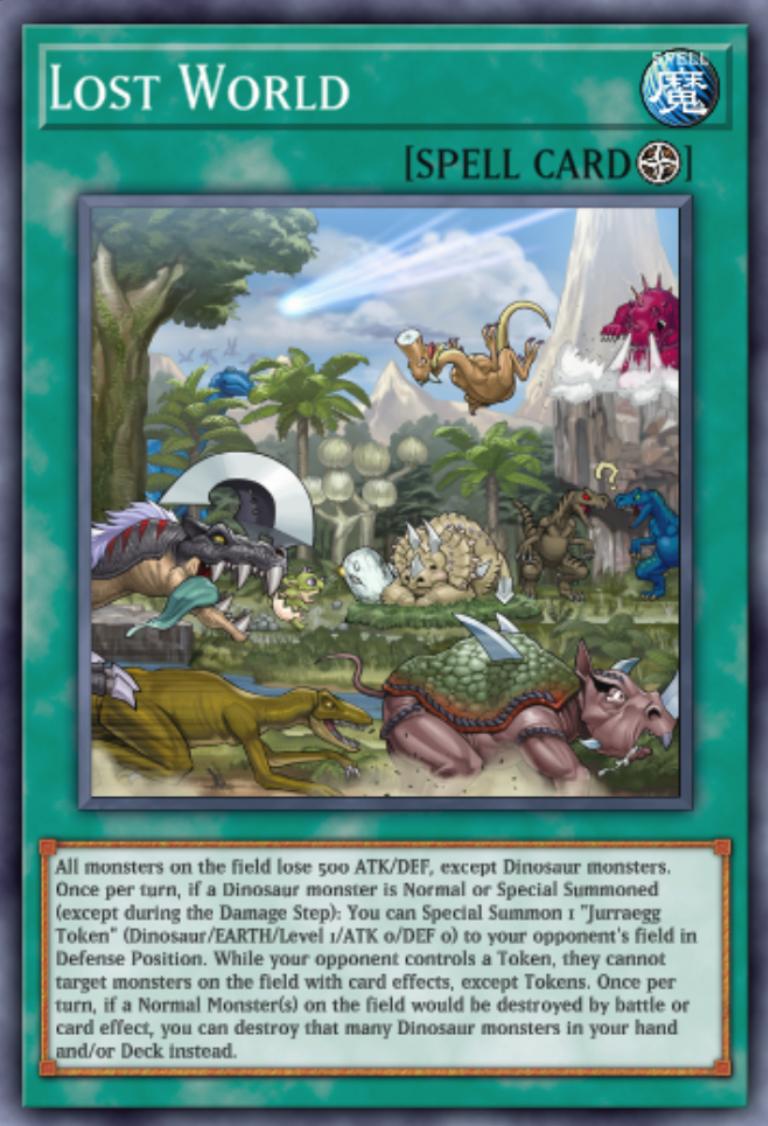 LOST WORLD
SPELL
魔
[SPELL CARD]
?
All monsters on the field lose 500 ATK/DEF, except Dinosaur monsters.
Once per turn, if a Dinosaur monster is Normal or Special Summoned
(except during the Damage Step): You can Special Summon 1 "Jurraegg
Token" (Dinosaur/EARTH/Level 1/ATK 0/DEF 0) to your opponent's field in
Defense Position. While your opponent controls a Token, they cannot
target monsters on the field with card effects, except Tokens. Once per
turn, if a Normal Monster(s) on the field would be destroyed by battle or
card effect, you can destroy that many Dinosaur monsters in your hand
and/or Deck instead.